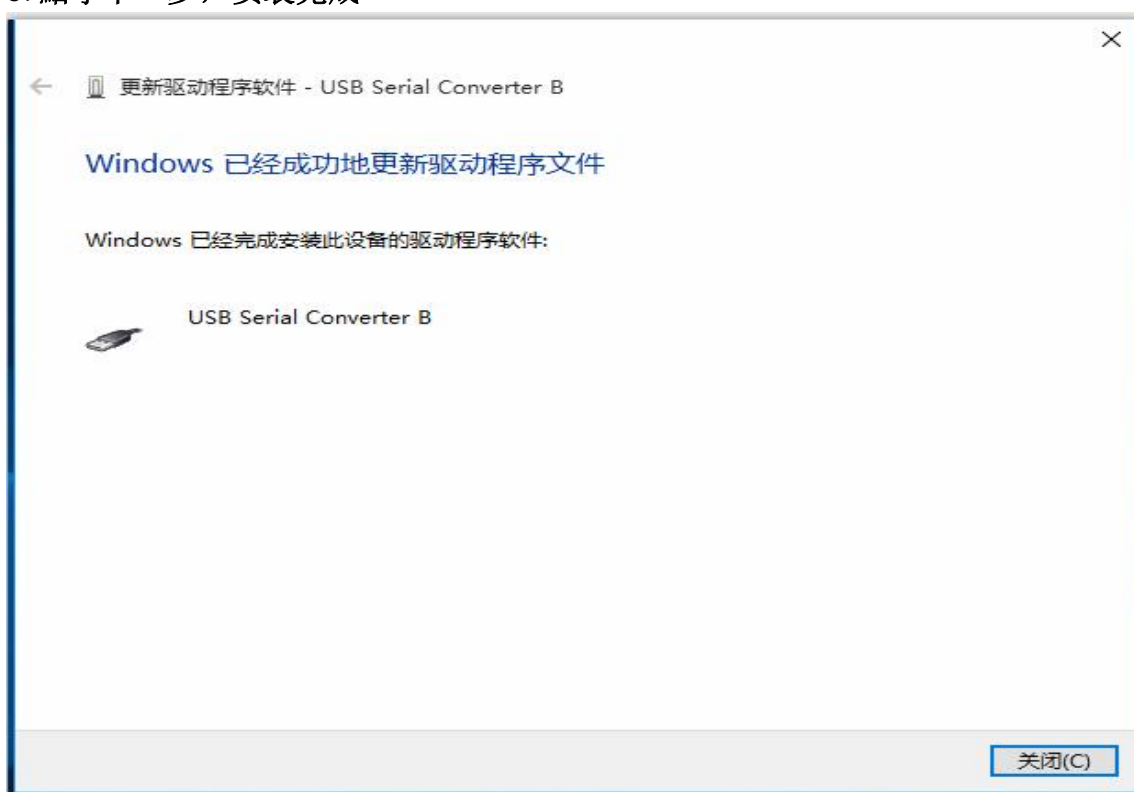 更新驱动程序软件 - USB Serial Converter B
Windows 已经成功地更新驱动程序文件
Windows 已经完成安装此设备的驱动程序软件:
USB Serial Converter B
关闭(C)